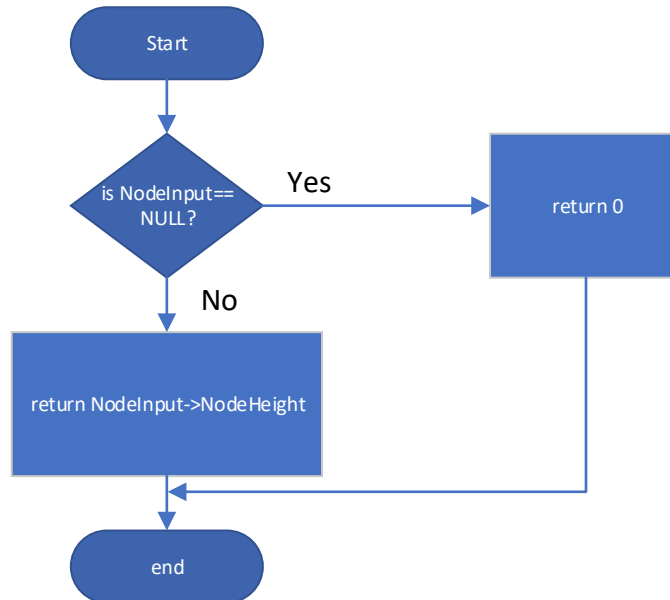 Start
is NodeInput==
NULL?
Yes
return 0
No
return NodeInput->NodeHeight
end